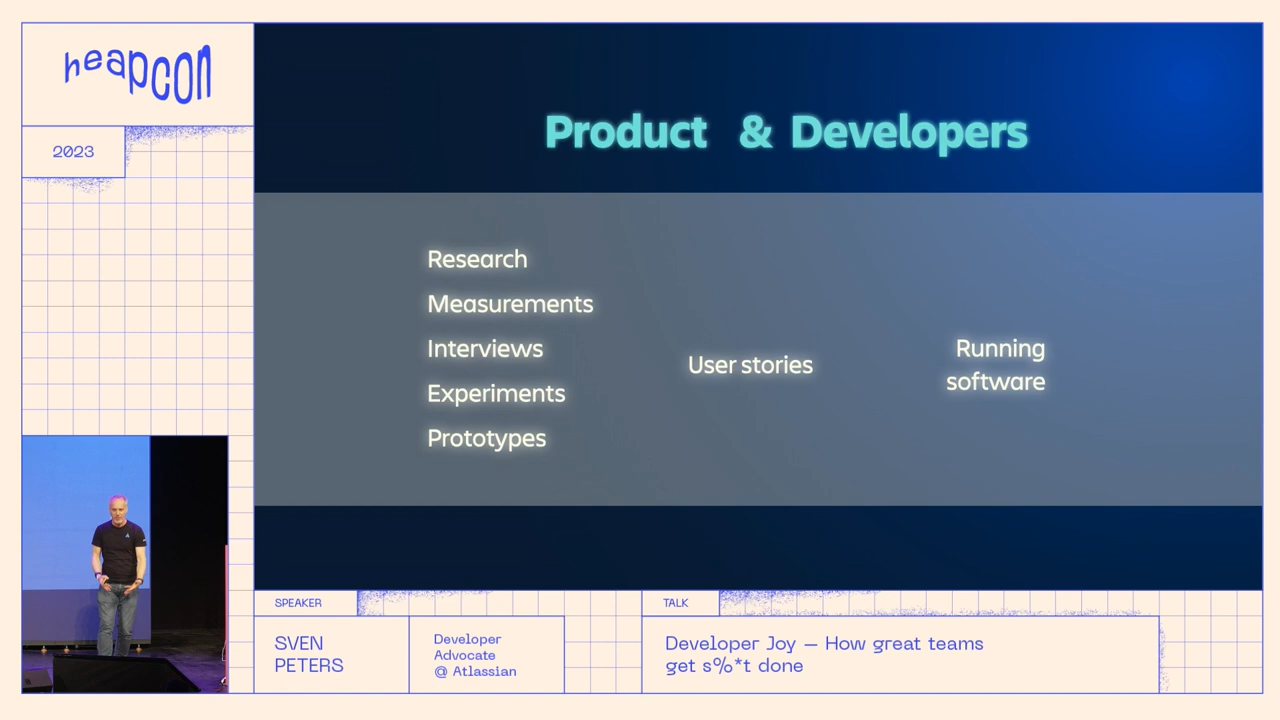 heapcon
2023
Product & Developers
Research
Measurements
Interviews
Experiments
Prototypes
User stories
Running
software
SPEAKER
SVEN
PETERS
Developer
Advocate
@ Atlassian
TALK
Developer Joy — How great teams
get s%*t done